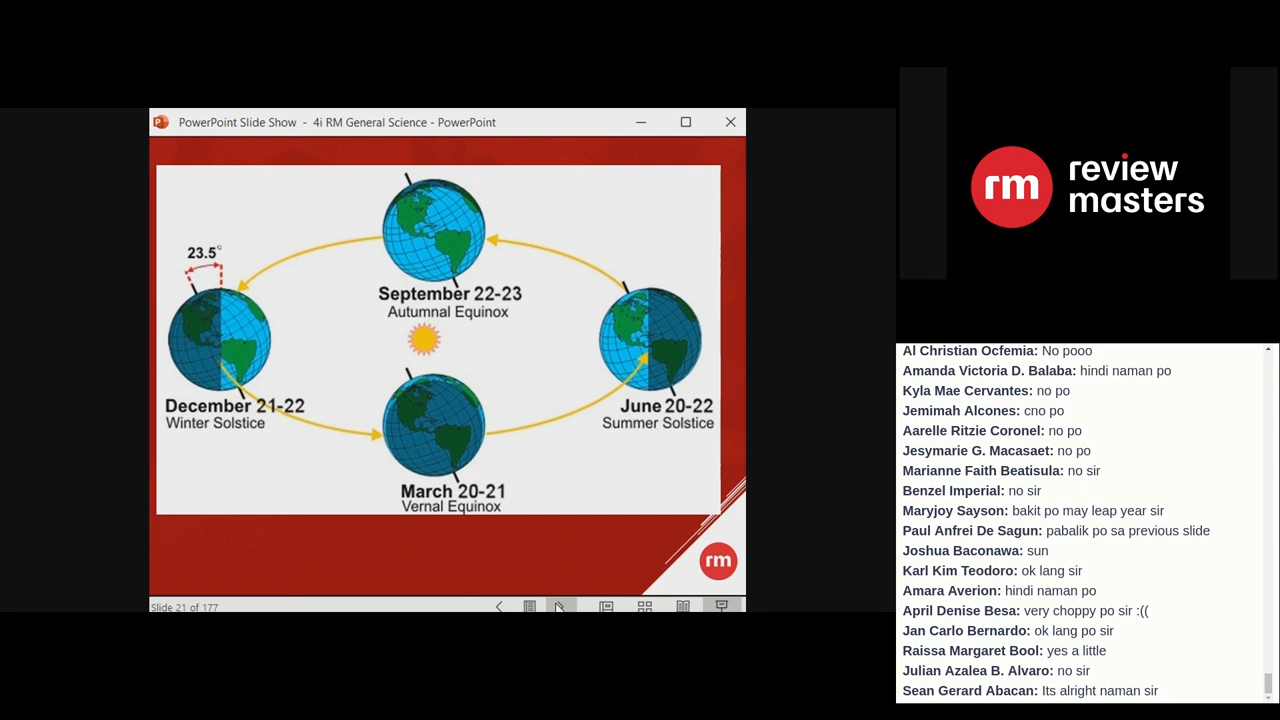 PowerPoint Slide Show - 4i RM General Science - PowerPoint
23.5°
September 22-23
Autumnal Equinox
December 21-22
Winter Solstice
June 20-22
Summer Solstice
March 20-21
Vernal Equinox
rm
Slide 21 of 177
rm review
masters
Al Christian Ocfemia: No pooo
Amanda Victoria D. Balaba: hindi naman po
Kyla Mae Cervantes: no po
Jemimah Alcones: cno po
Aarelle Ritzie Coronel: no po
Jesymarie G. Macasaet: no po
Marianne Faith Beatisula: no sir
Benzel Imperial: no sir
Maryjoy Sayson: bakit po may leap year sir
Paul Anfrei De Sagun: pabalik po sa previous slide
Joshua Baconawa: sun
Karl Kim Teodoro: ok lang sir
Amara Averion: hindi naman po
April Denise Besa: very choppy po sir :((
Jan Carlo Bernardo: ok lang po sir
Raissa Margaret Bool: yes a little
Julian Azalea B. Alvaro: no sir
Sean Gerard Abacan: Its alright naman sir